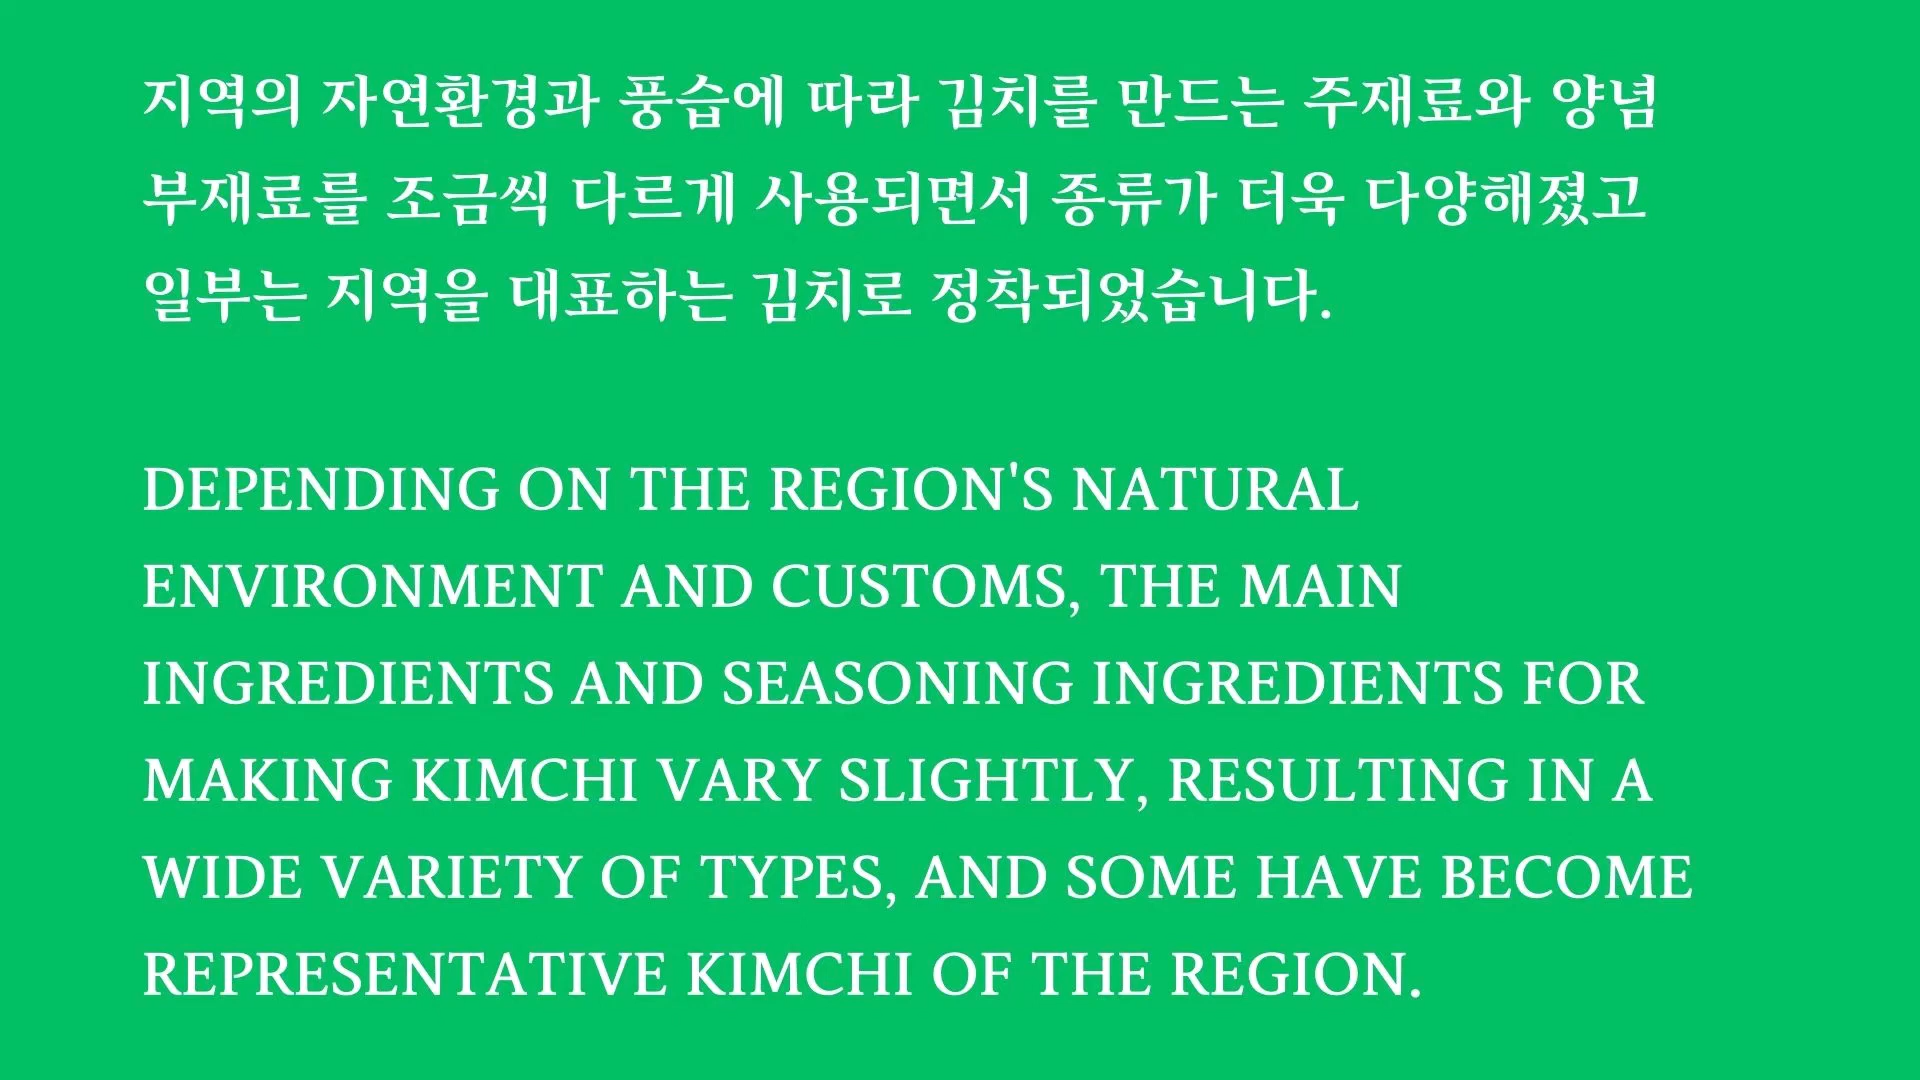 지역의 자연환경과 풍습에 따라 김치를 만드는 주재료와 양념
부재료를 조금씩 다르게 사용되면서 종류가 더욱 다양해졌고
일부는 지역을 대표하는 김치로 정착되었습니다.
DEPENDING ON THE REGION'S NATURAL
ENVIRONMENT AND CUSTOMS, THE MAIN
INGREDIENTS AND SEASONING INGREDIENTS FOR
MAKING KIMCHI VARY SLIGHTLY, RESULTING IN A
WIDE VARIETY OF TYPES, AND SOME HAVE BECOME
REPRESENTATIVE KIMCHI OF THE REGION.